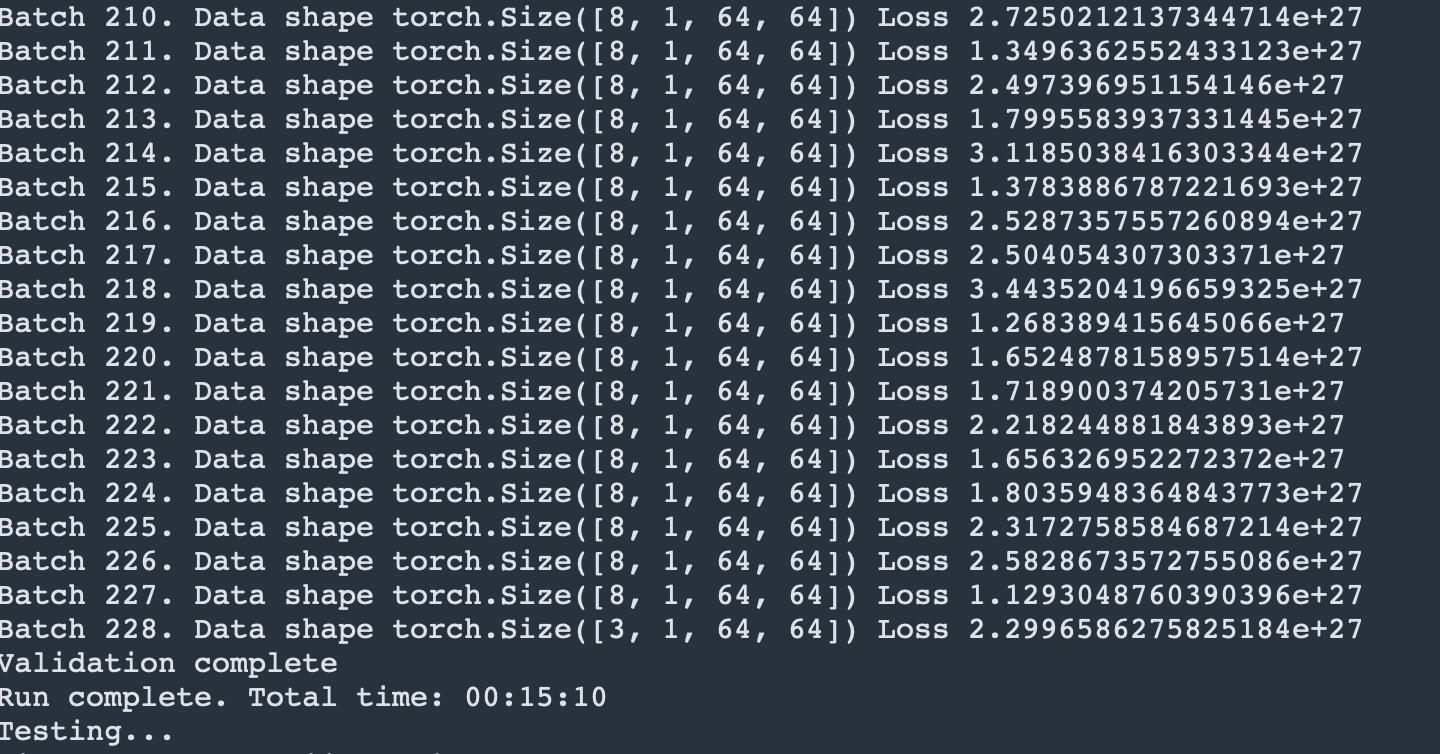 Batch 210. Data shape torch.Size([8, 1, 64, 64]) Loss 2.7250212137344714e+27
Batch 211. Data shape torch.Size([8, 1, 64, 64]) Loss 1.3496362552433123e+27
Batch 212. Data shape torch.Size([8, 1, 64, 64]) Loss 2.497396951154146e+27
Batch 213. Data shape torch.Size([8, 1, 64, 64]) Loss 1.7995583937331445e+27
Batch 214. Data shape torch.Size([8, 1, 64, 64]) Loss 3.1185038416303344e+27
Batch 215. Data shape torch.Size([8, 1, 64, 64]) Loss 1.3783886787221693e+27
Batch 216. Data shape torch.Size([8, 1, 64, 64]) Loss 2.5287357557260894e+27
Batch 217. Data shape torch.Size([8, 1, 64, 64]) Loss 2.504054307303371e+27
Batch 218. Data shape torch.Size([8, 1, 64, 64]) Loss 3.4435204196659325e+27
Batch 219. Data shape torch.Size([8, 1, 64, 64]) Loss 1.268389415645066e+27
Batch 220. Data shape torch.Size([8, 1, 64, 64]) Loss 1.6524878158957514e+27
Batch 221. Data shape torch.Size([8, 1, 64, 64]) Loss 1.718900374205731e+27
Batch 222. Data shape torch.Size([8, 1, 64, 64]) Loss 2.218244881843893e+27
Batch 223. Data shape torch.Size([8, 1, 64, 64]) Loss 1.656326952272372e+27
Batch 224. Data shape torch.Size([8, 1, 64, 64]) Loss 1.8035948364843773e+27
Batch 225. Data shape torch.Size([8, 1, 64, 64]) Loss 2.3172758584687214e+27
Batch 226. Data shape torch.Size([8, 1, 64, 64]) Loss 2.5828673572755086e+27
Batch 227. Data shape torch.Size([8, 1, 64, 64]) Loss 1.1293048760390396e+27
Batch 228. Data shape torch.Size([3, 1, 64, 64]) Loss 2.2996586275825184e+27
Validation complete
Run complete. Total time: 00:15:10
Testing...